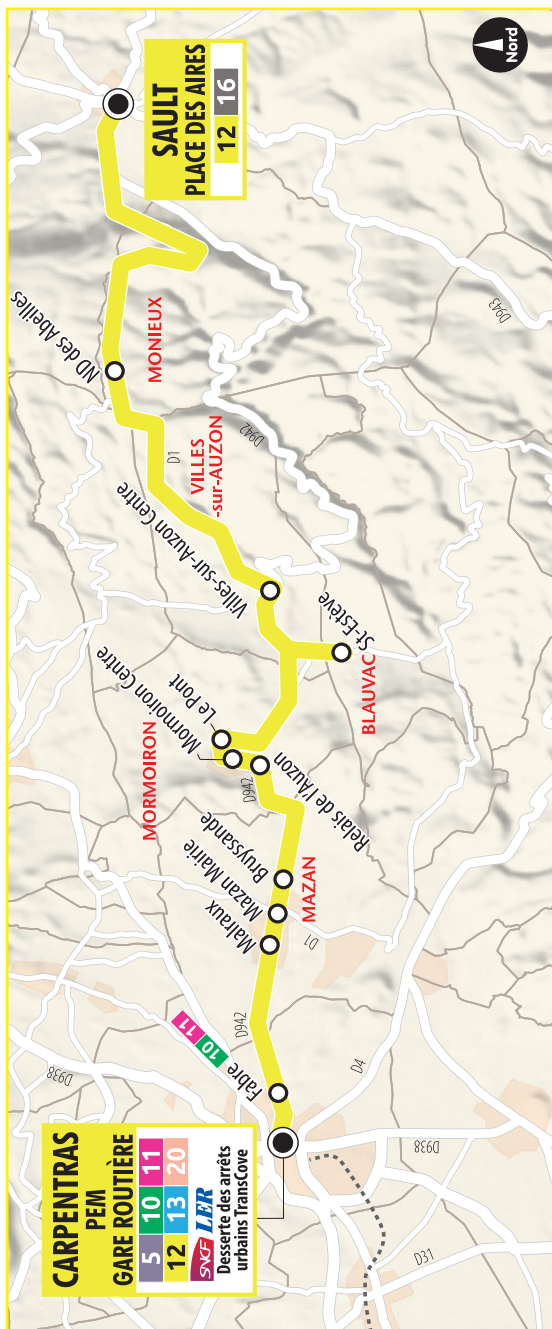 CARPENTRAS
PEM
GARE ROUTIÈRE
5 10 11
12 13 20
SNCF LER
Desserte des arrêts
urbains TransCove
Fabre
10 11
D938
D942
D4
D938
D31
Malraux
Mazan Mairie
Bruyssande
MAZAN
D1
MORMOIRON
Mormoiron Centre
Le Pont
D942
Relais de l'Auzon
BLAUVAC
St-Estève
Villes-sur-Auzon Centre
VILLES
-sur-AUZON
D1
D942
MONIEUX
ND des Abeilles
D943
SAULT
PLACE DES AIRES
12 16
Nord